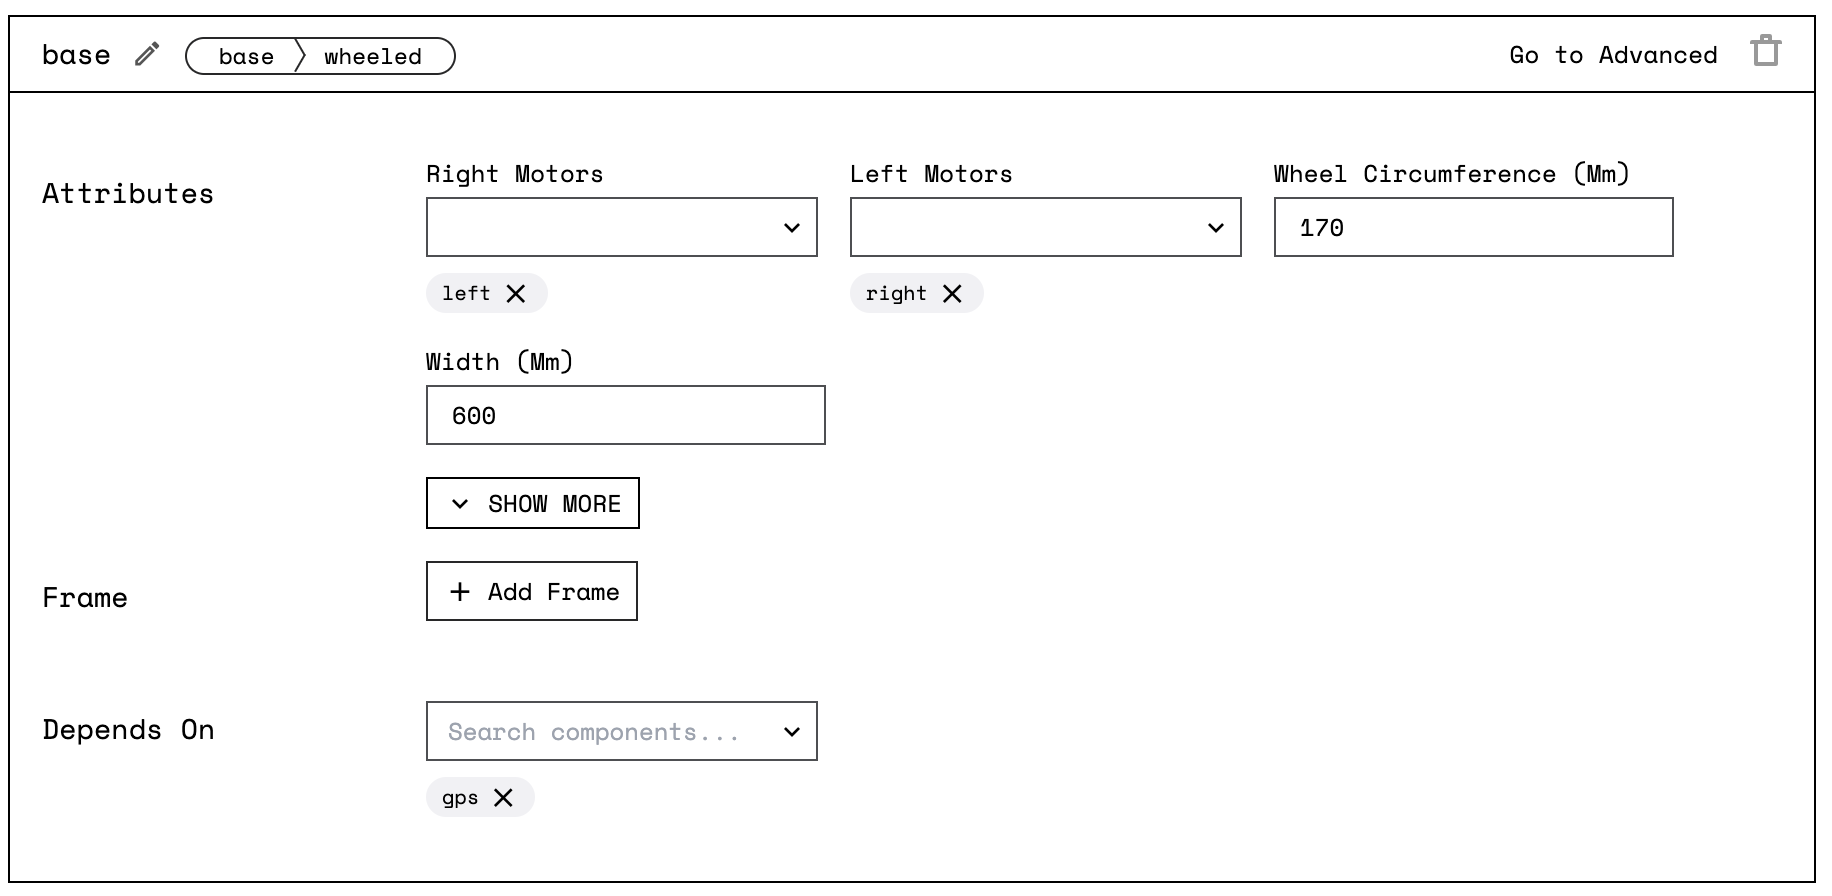 base base wheeled Go to Advanced
Attributes
Right Motors Left Motors Wheel Circumference (Mm)
170
left right
Width (Mm)
600
SHOW MORE
Frame + Add Frame
Depends On Search components...
gps